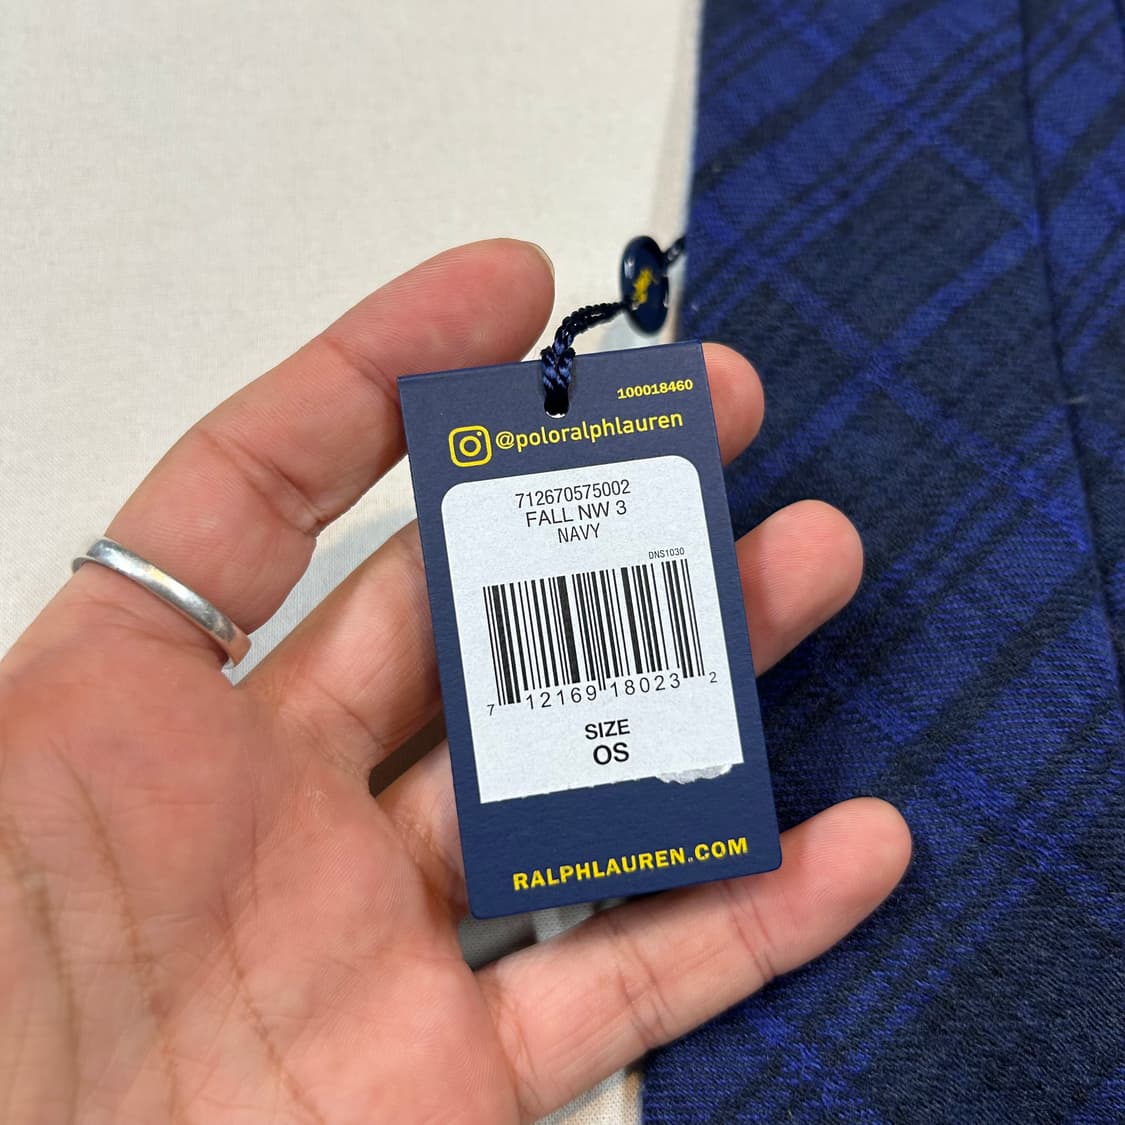 100018460
@poloralphlauren
712670575002
FALL NW 3
NAVY
DNS1030
7 12169 18023 2
SIZE
OS
RALPHLAUREN.COM